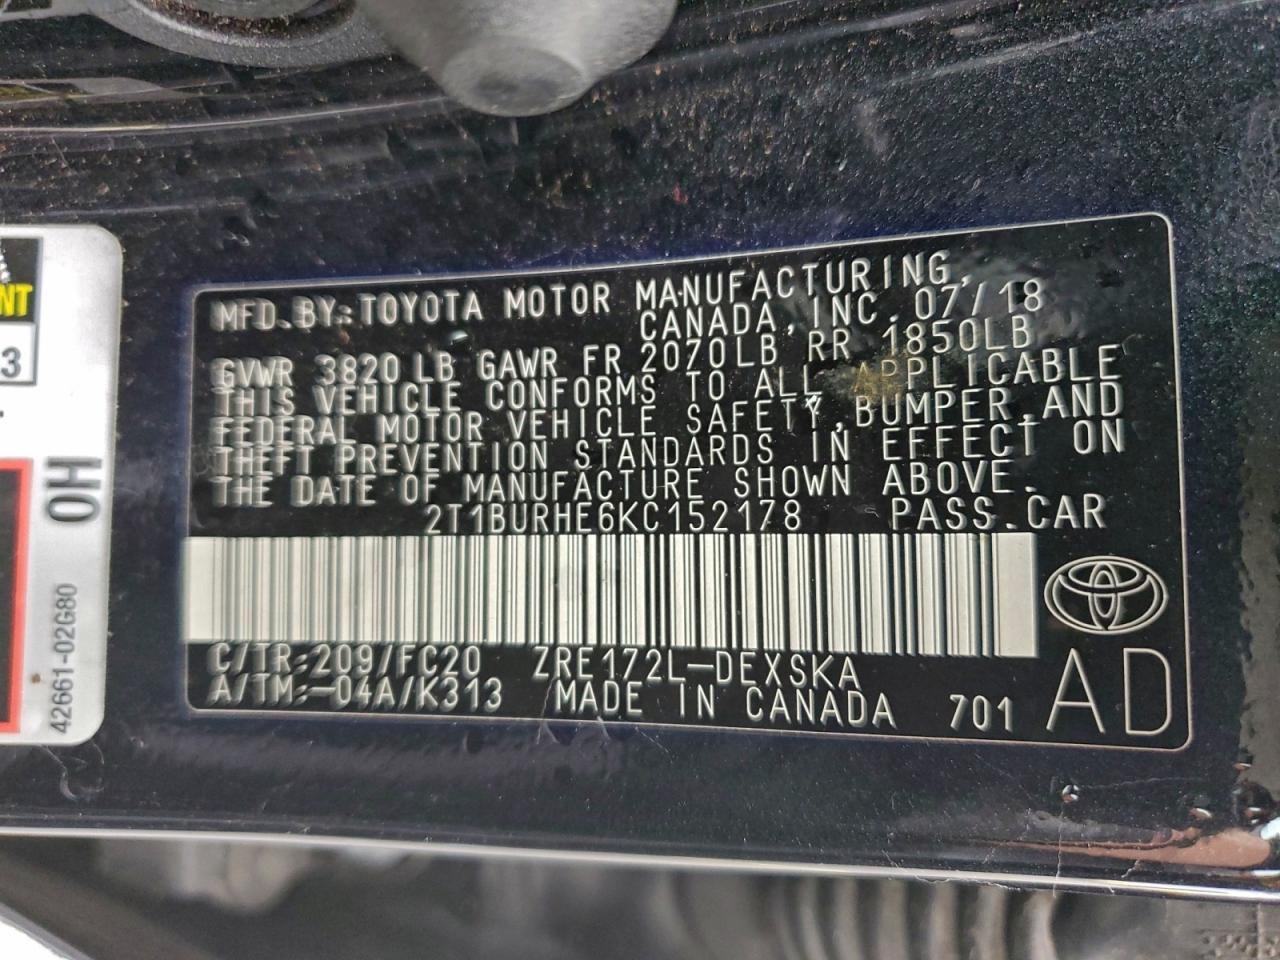 MFD. BY: TOYOTA MOTOR MANUFACTURING,
CANADA, INC. 07/18
GVWR 3820 LB GAWR FR 2070LB RR 1850LB
THIS VEHICLE CONFORMS TO ALL APPLICABLE
FEDERAL MOTOR VEHICLE SAFETY, BUMPER, AND
THEFT PREVENTION STANDARDS IN EFFECT ON
THE DATE OF MANUFACTURE SHOWN ABOVE.
2T1BURHE6KC152178 PASS. CAR
C/TR: 209/FC20 ZRE172L-DEXSKA
A/TM: -04A/K313 MADE IN CANADA 701
AD
0H
42661-02G80
NT
3